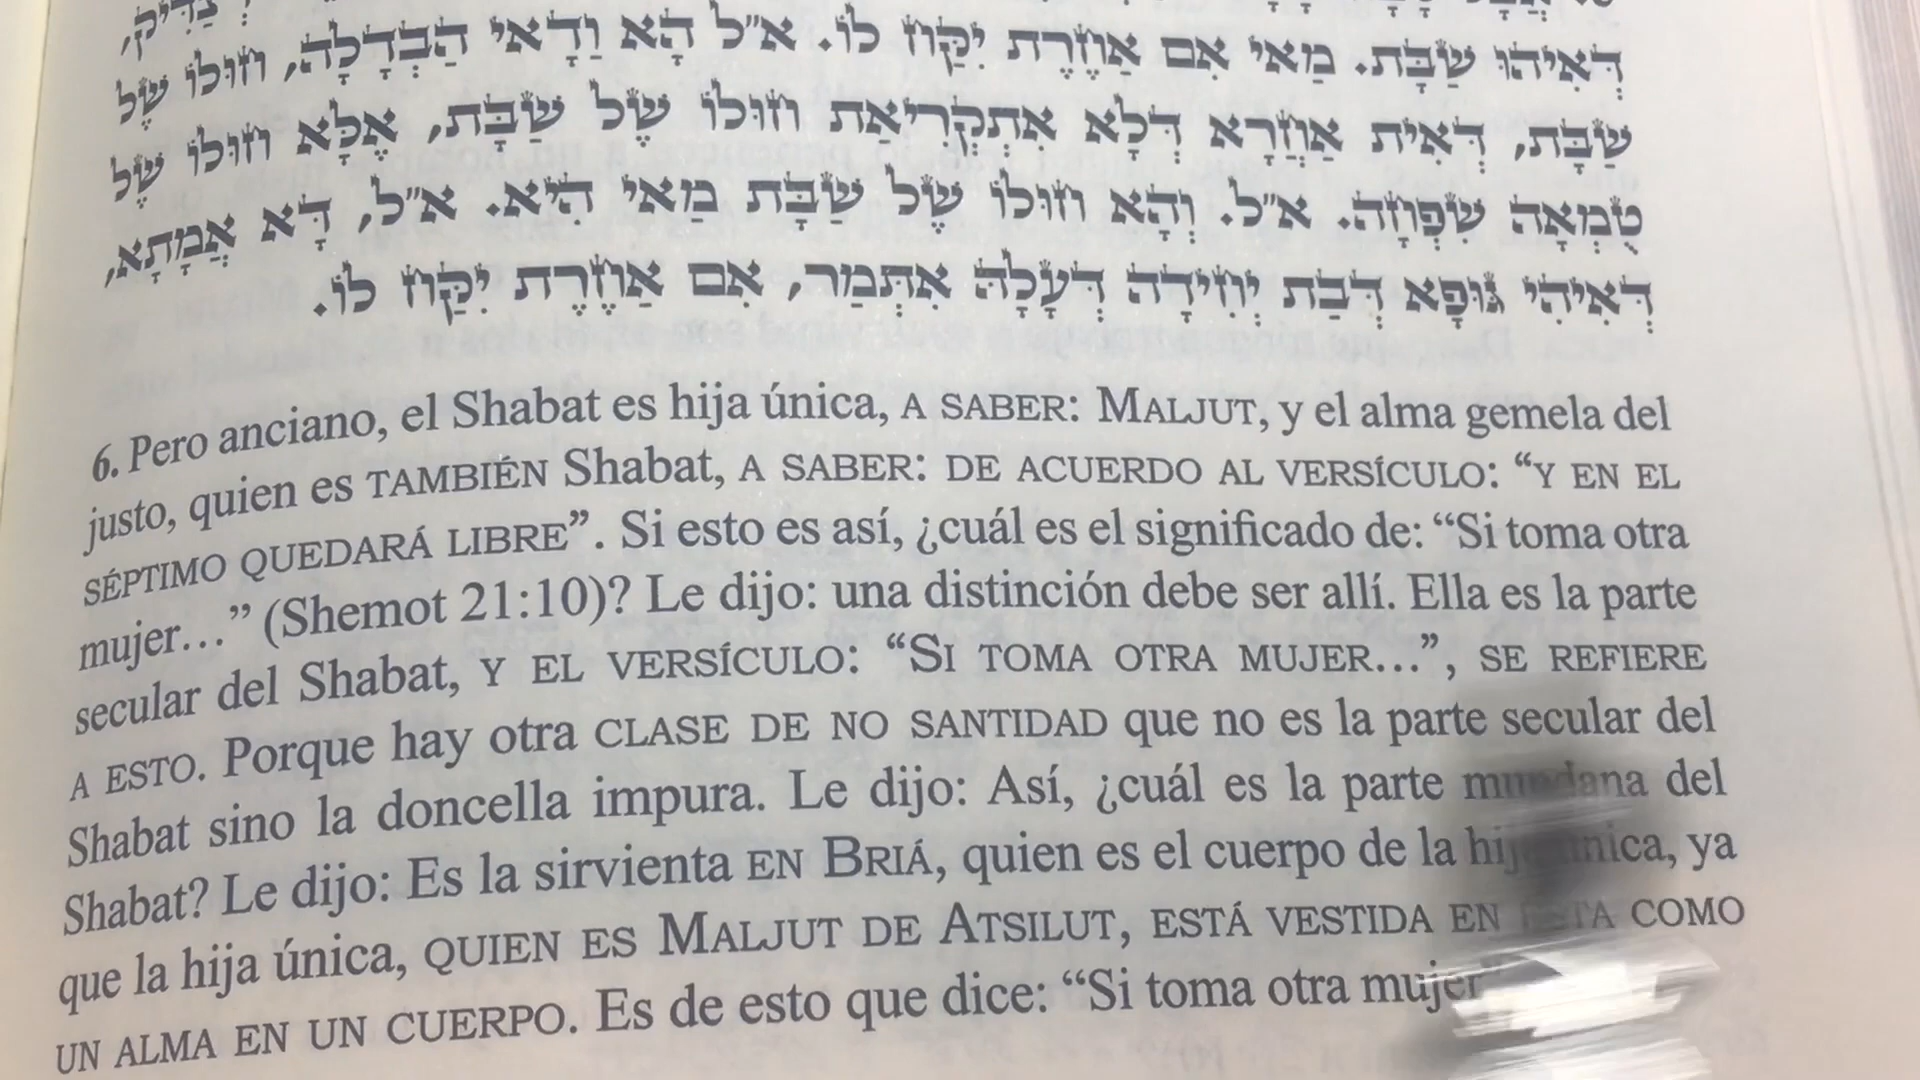 צַדִּיק,
דְּאִיהוּ שַׁבָּת. מַאי אִם אַחֶרֶת יִקַּח לוֹ. א״ל הָא וַדָּאי הַבְדָּלָה, חוּלוֹ שֶׁל
שַׁבָּת, דְּאִית אַחֲרָא דְּלָא אִתְקְרִיאַת חוּלוֹ שֶׁל שַׁבָּת, אֶלָּא חוּלוֹ שֶׁל
טֻמְאָה שִׁפְחָה. א״ל. וְהָא חוּלוֹ שֶׁל שַׁבָּת מַאי הִיא. א״ל, דָּא אֲמָתָא,
דְּאִיהִי גּוּפָא דְּבַת יְחִידָה דְּעָלָהּ אִתְּמַר, אִם אַחֶרֶת יִקַּח לוֹ.
6. Pero anciano, el Shabat es hija única, A SABER: MALJUT, y el alma gemela del
justo, quien es TAMBIÉN Shabat, A SABER: DE ACUERDO AL VERSÍCULO: “Y EN EL
SÉPTIMO QUEDARÁ LIBRE”. Si esto es así, ¿cuál es el significado de: “Si toma otra
mujer…” (Shemot 21:10)? Le dijo: una distinción debe ser allí. Ella es la parte
secular del Shabat, Y EL VERSÍCULO: “SI TOMA OTRA MUJER…”, SE REFIERE
A ESTO. Porque hay otra CLASE DE NO SANTIDAD que no es la parte secular del
Shabat sino la doncella impura. Le dijo: Así, ¿cuál es la parte mundana del
Shabat? Le dijo: Es la sirvienta EN BRIÁ, quien es el cuerpo de la hija única, ya
que la hija única, QUIEN ES MALJUT DE ATSILUT, ESTÁ VESTIDA EN COMO
UN ALMA EN UN CUERPO. Es de esto que dice: “Si toma otra mujer